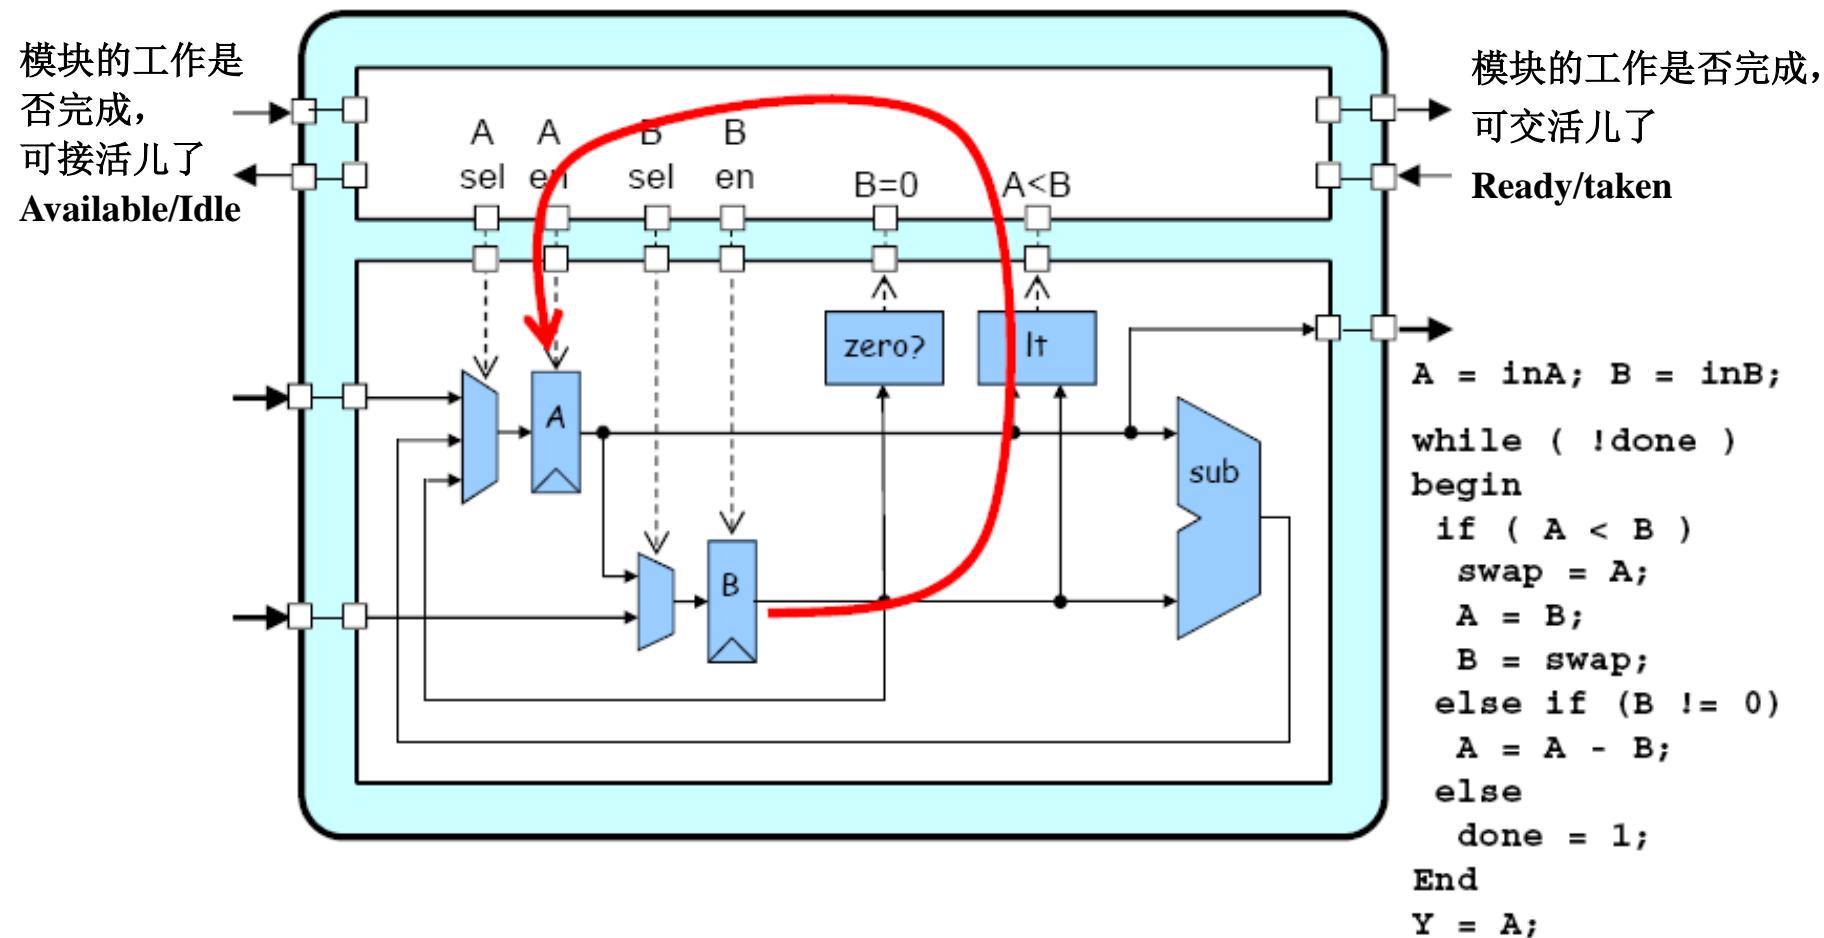 模块的工作是
否完成，
可接活儿了
Available/Idle
A A B B
sel en sel en
B=0
A<B
zero?
lt
A
sub
B
模块的工作是否完成，
可交活儿了
Ready/taken
A = inA; B = inB;
while ( !done )
begin
if ( A < B )
swap = A;
A = B;
B = swap;
else if (B != 0)
A = A - B;
else
done = 1;
End
Y = A;